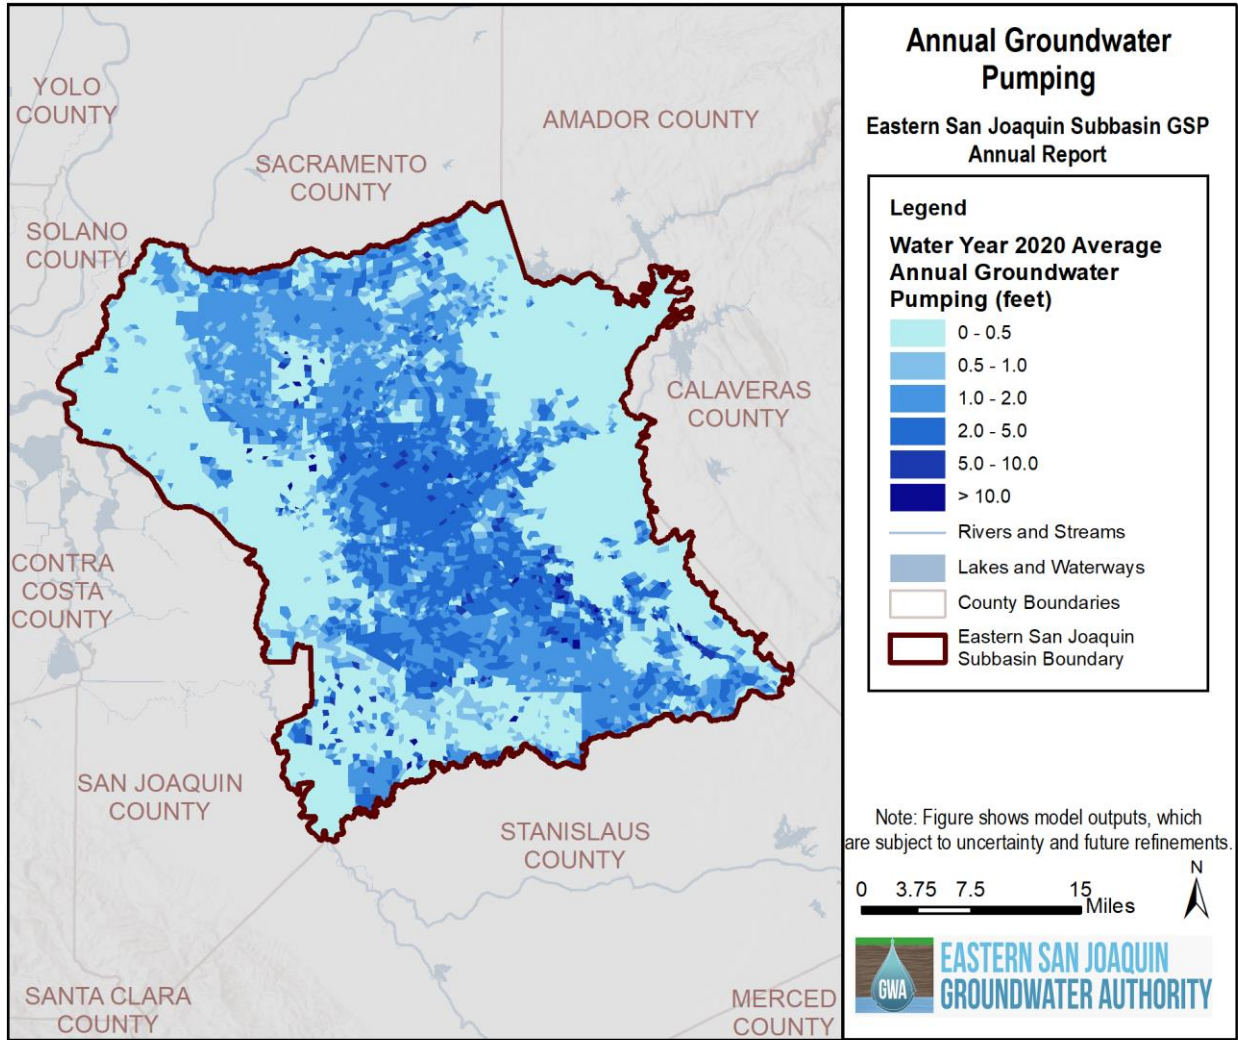 YOLO
COUNTY
AMADOR COUNTY
SACRAMENTO
COUNTY
SOLANO
COUNTY
CALAVERAS
COUNTY
CONTRA
COSTA
COUNTY
SAN JOAQUIN
COUNTY
STANISLAUS
COUNTY
SANTA CLARA
COUNTY
MERCED
COUNTY
Annual Groundwater
Pumping
Eastern San Joaquin Subbasin GSP
Annual Report
Legend
Water Year 2020 Average
Annual Groundwater
Pumping (feet)
0 - 0.5
0.5 - 1.0
1.0 - 2.0
2.0 - 5.0
5.0 - 10.0
> 10.0
Rivers and Streams
Lakes and Waterways
County Boundaries
Eastern San Joaquin
Subbasin Boundary
Note: Figure shows model outputs, which
are subject to uncertainty and future refinements.
N
0 3.75 7.5 15
Miles
GWA
EASTERN SAN JOAQUIN
GROUNDWATER AUTHORITY